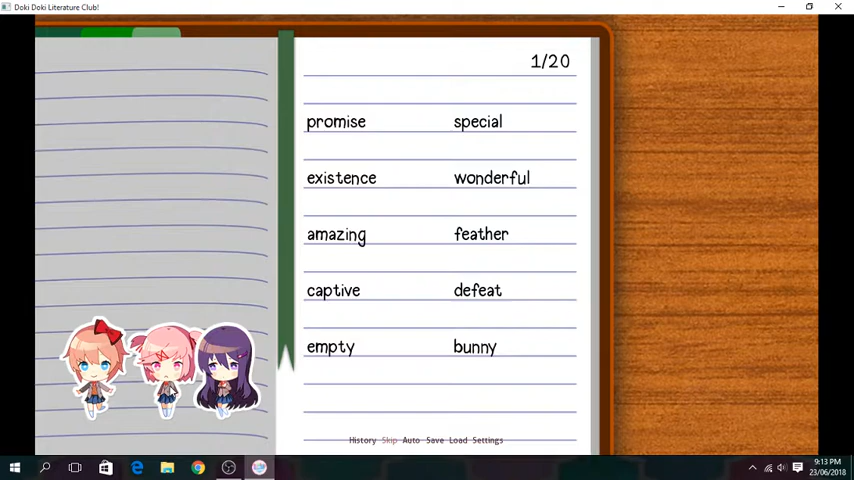 Doki Doki Literature Club!
1/20
promise special
existence wonderful
amazing feather
captive defeat
empty bunny
History Skip Auto Save Load Settings
9:13 PM
23/06/2018